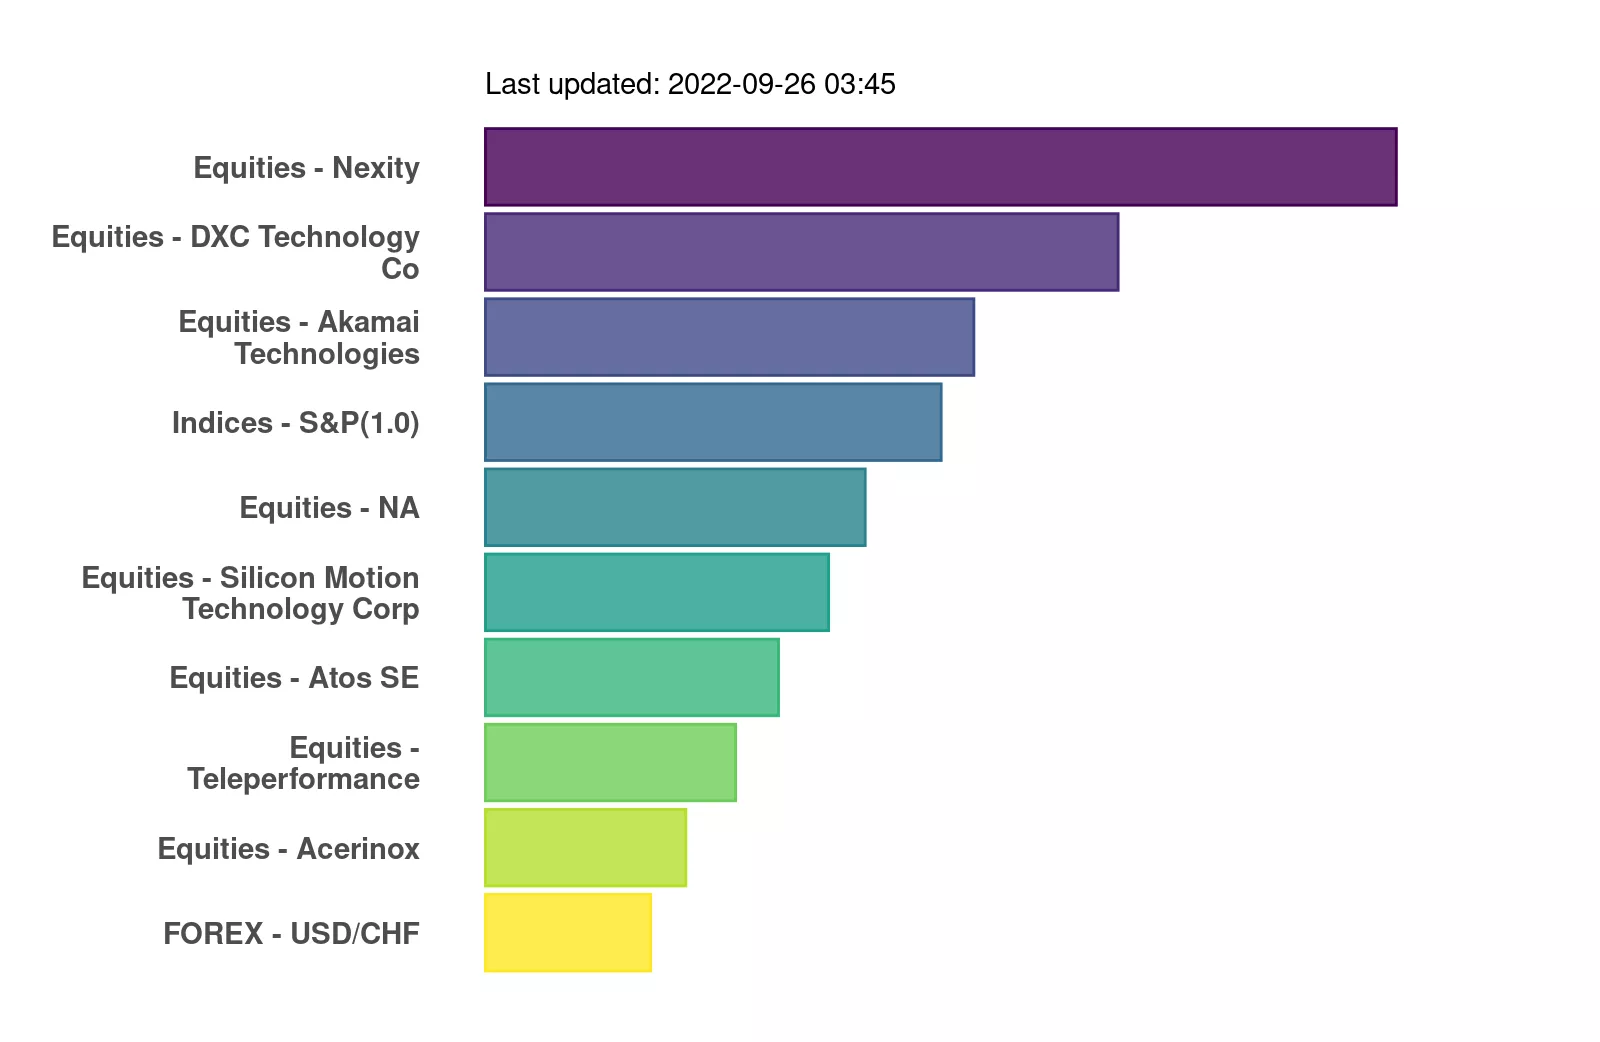 Last updated: 2022-09-26 03:45
Equities - Nexity
Equities - DXC Technology
Co
Equities - Akamai
Technologies
Indices - S&P(1.0)
Equities - NA
Equities - Silicon Motion
Technology Corp
Equities - Atos SE
Equities -
Teleperformance
Equities - Acerinox
FOREX - USD/CHF